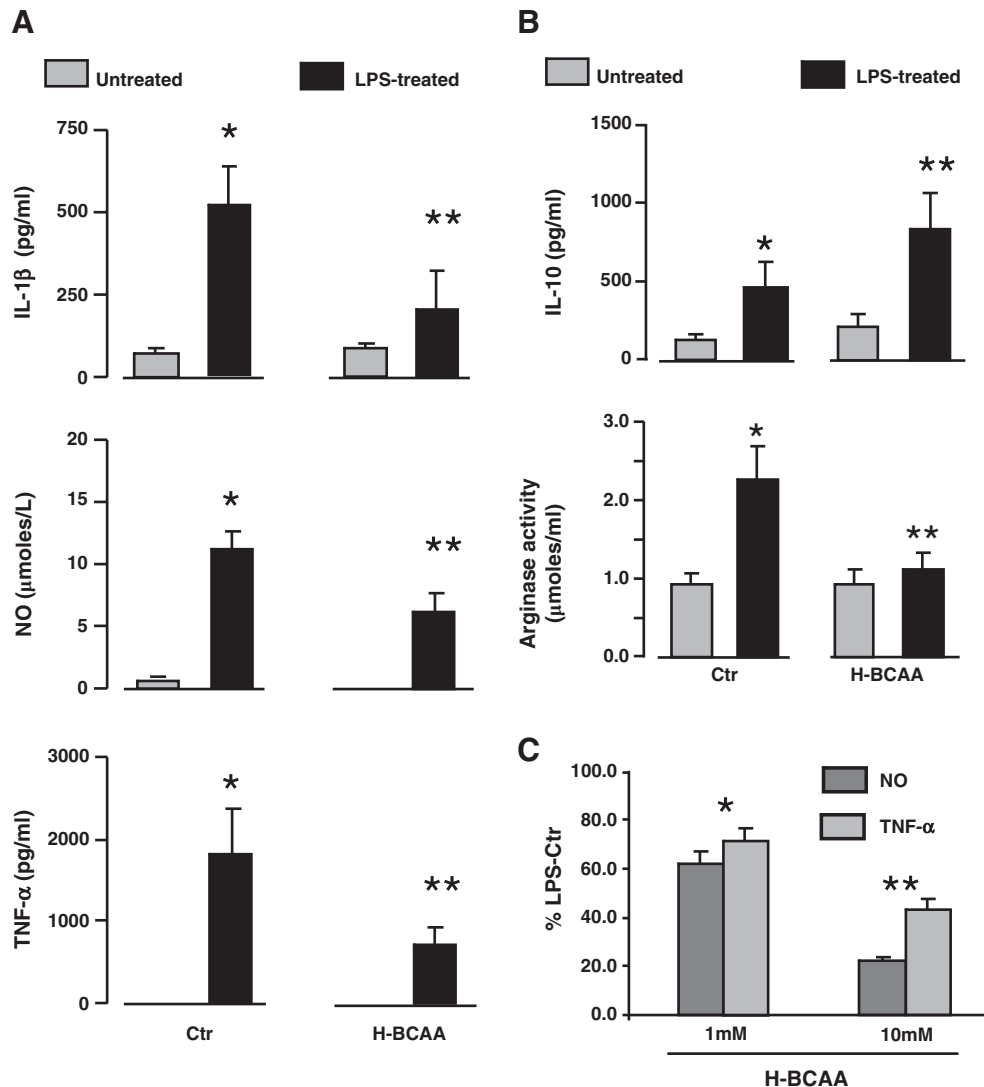 A
Untreated
LPS-treated
IL-1β (pg/ml)
750
500
250
0
*
**
NO (μmoles/L)
20
15
10
5
0
*
**
TNF-α (pg/ml)
3000
2000
1000
0
*
**
Ctr
H-BCAA
B
Untreated
LPS-treated
IL-10 (pg/ml)
1500
1000
500
0
*
**
Arginase activity
(μmoles/ml)
3.0
2.0
1.0
0.0
*
**
Ctr
H-BCAA
C
% LPS-Ctr
100.0
80.0
60.0
40.0
20.0
0.0
NO
TNF-α
*
**
1mM
10mM
H-BCAA